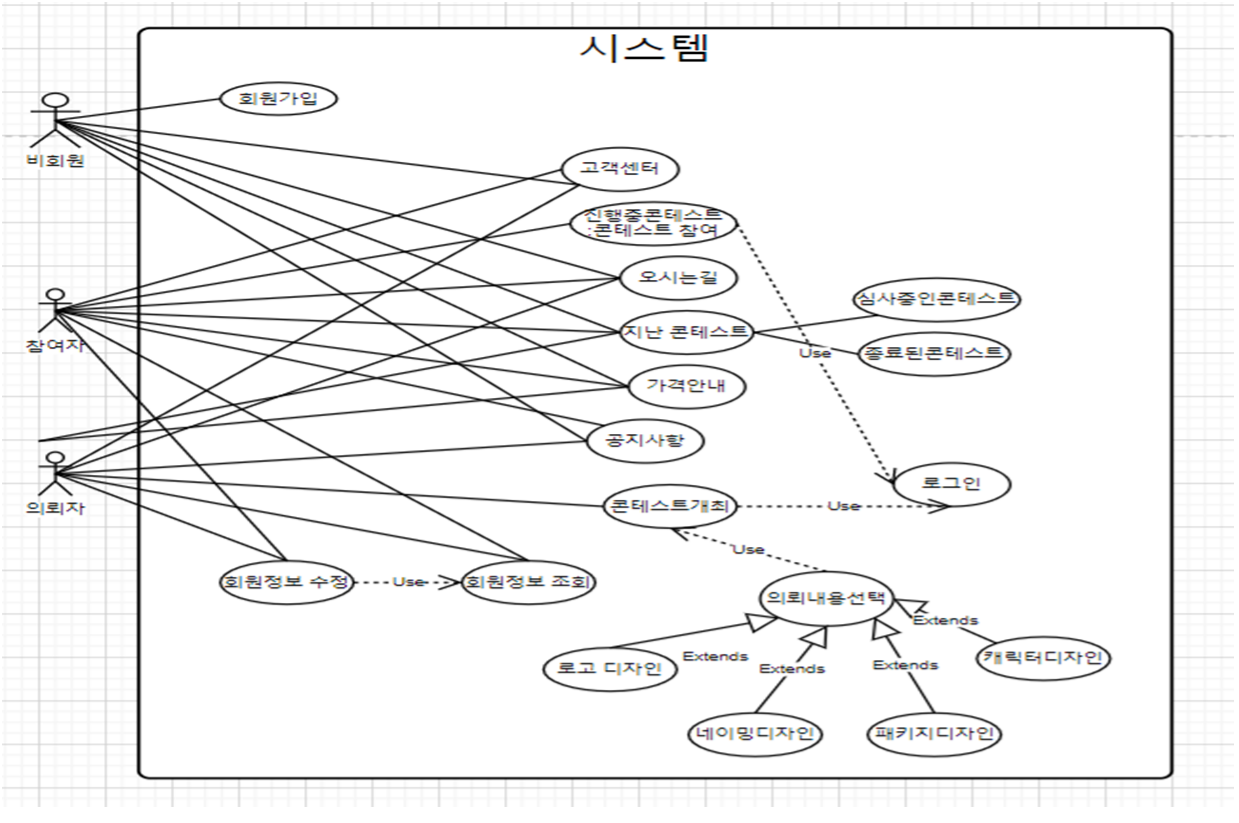 시스템
회원가입
비회원
고객센터
진행중콘테스트
:콘테스트 참여
오시는길
심사중인콘테스트
참여자
지난 콘테스트
Use
종료된콘테스트
가격안내
공지사항
로그인
의뢰자
콘테스트개최
Use
Use
회원정보 수정
Use
회원정보 조회
의뢰내용선택
Extends
로고 디자인
Extends
Extends
Extends
캐릭터디자인
네이밍디자인
패키지디자인